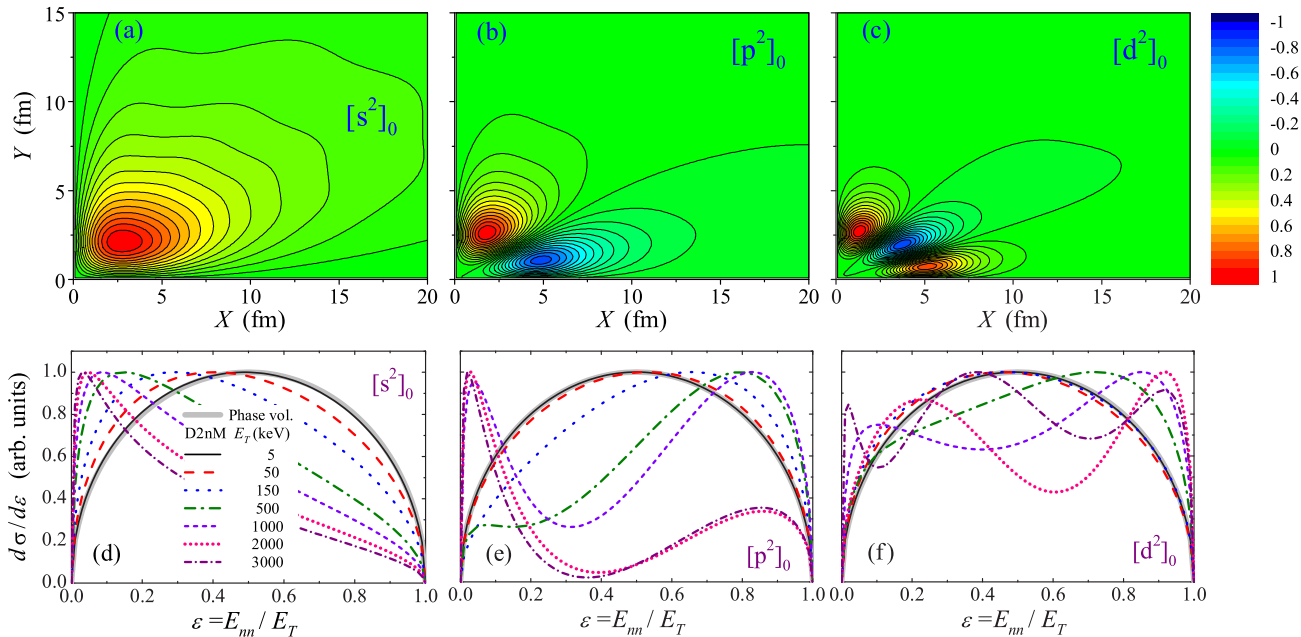 (a)
[s²]₀
(b)
[p²]₀
(c)
[d²]₀
15
10
5
0
Y (fm)
0 5 10 15 20
X (fm)
0 5 10 15 20
X (fm)
0 5 10 15 20
X (fm)
-1
-0.8
-0.6
-0.4
-0.2
0
0.2
0.4
0.6
0.8
1
1.0
0.8
0.6
0.4
0.2
0.0
dσ/dε (arb. units)
[s²]₀
Phase vol.
D2nM E_T (keV)
5
50
150
500
1000
2000
3000
(d)
(e)
[p²]₀
(f)
[d²]₀
0.0 0.2 0.4 0.6 0.8 1.0
ε = E_nn / E_T
0.0 0.2 0.4 0.6 0.8 1.0
ε = E_nn / E_T
0.0 0.2 0.4 0.6 0.8 1.0
ε = E_nn / E_T